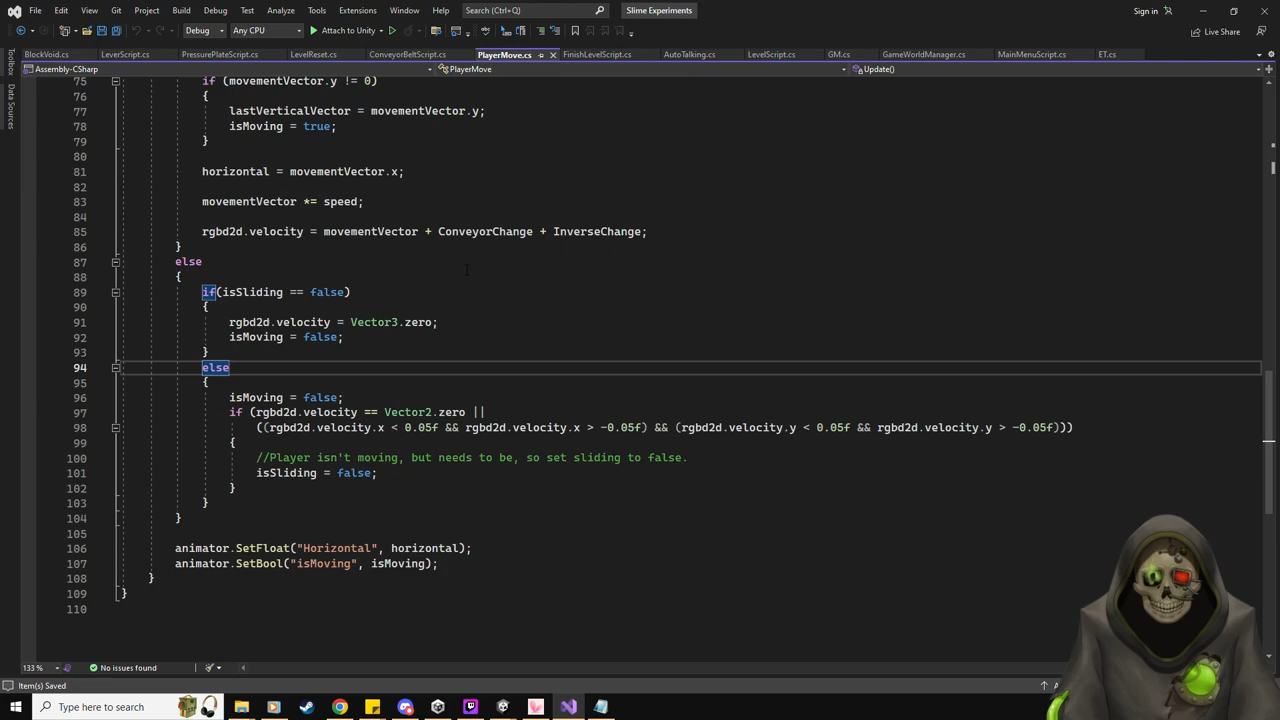 File Edit View Git Project Build Debug Test Analyze Tools Extensions Window Help Search (Ctrl+Q) Slime Experiments Sign in
Debug Any CPU Attach to Unity Live Share
BlockVoid.cs LeverScript.cs PressurePlateScript.cs LevelReset.cs ConveyorBeltScript.cs PlayerMove.cs FinishLevelScript.cs AutoTalking.cs LevelScript.cs GM.cs GameWorldManager.cs MainMenuScript.cs ET.cs
Toolbox
Data Sources
Assembly-CSharp PlayerMove Update()
75 if (movementVector.y != 0)
76 {
77 lastVerticalVector = movementVector.y;
78 isMoving = true;
79 }
80
81 horizontal = movementVector.x;
82
83 movementVector *= speed;
84
85 rgbd2d.velocity = movementVector + ConveyorChange + InverseChange;
86 }
87 else
88 {
89 if(isSliding == false)
90 {
91 rgbd2d.velocity = Vector3.zero;
92 isMoving = false;
93 }
94 else
95 {
96 isMoving = false;
97 if (rgbd2d.velocity == Vector2.zero ||
98 ((rgbd2d.velocity.x < 0.05f && rgbd2d.velocity.x > -0.05f) && (rgbd2d.velocity.y < 0.05f && rgbd2d.velocity.y > -0.05f)))
99 {
100 //Player isn't moving, but needs to be, so set sliding to false.
101 isSliding = false;
102 }
103 }
104 }
105
106 animator.SetFloat("Horizontal", horizontal);
107 animator.SetBool("isMoving", isMoving);
108 }
109 }
110
133 % No issues found
Item(s) Saved
Type here to search